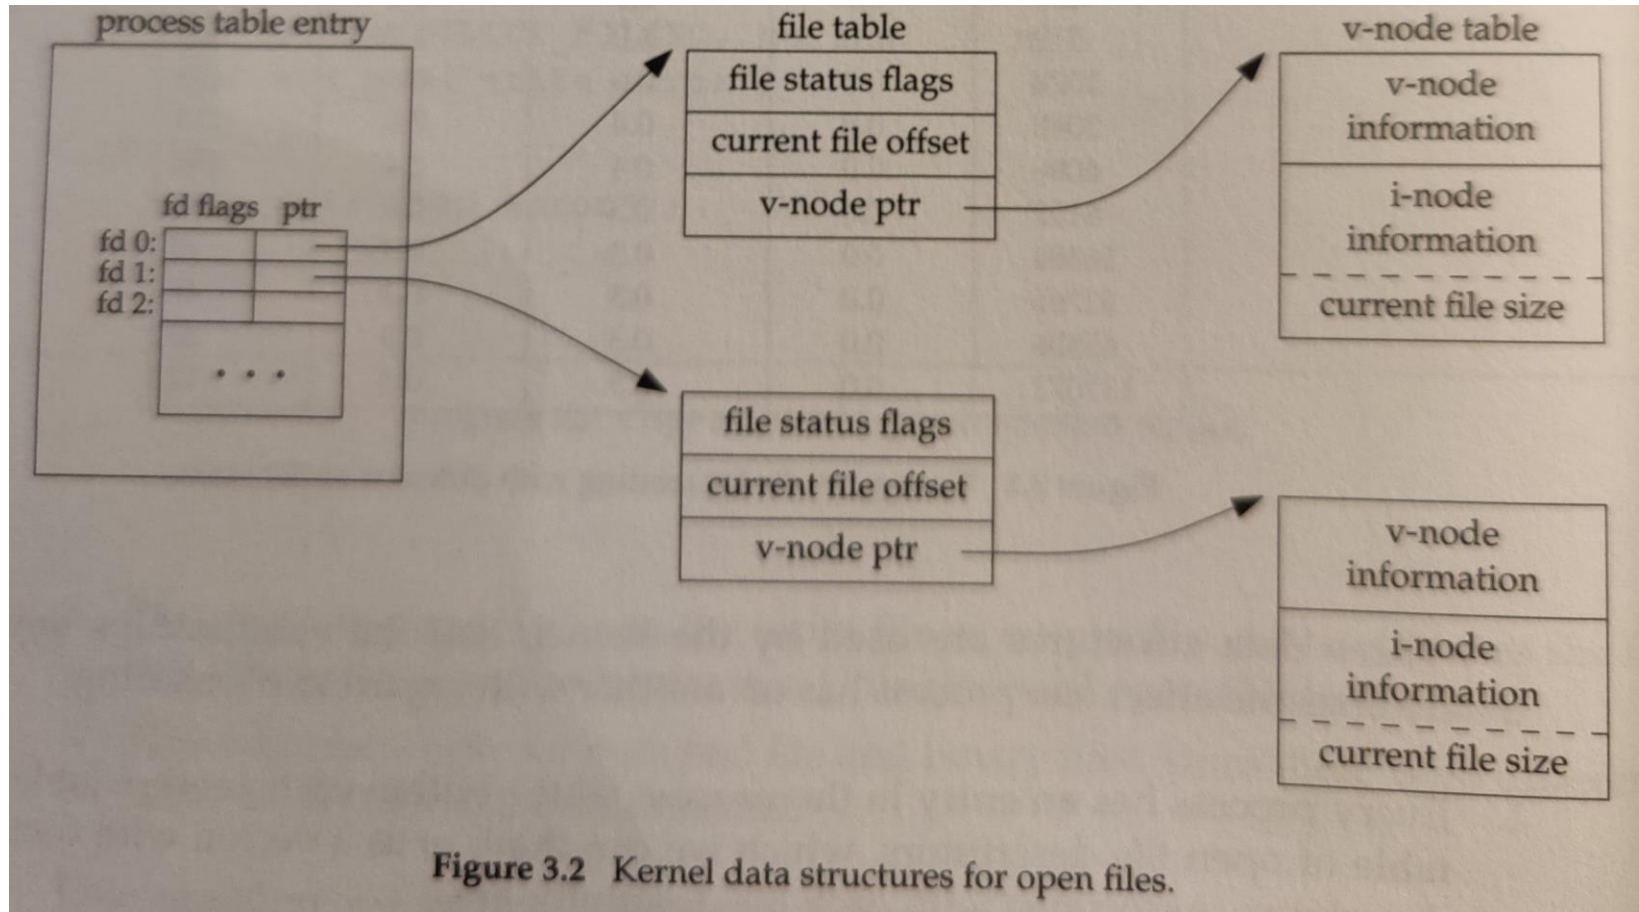 process table entry
fd flags ptr
fd 0:
fd 1:
fd 2:
. . .
file table
file status flags
current file offset
v-node ptr
file status flags
current file offset
v-node ptr
v-node table
v-node
information
i-node
information
current file size
v-node
information
i-node
information
current file size
Figure 3.2 Kernel data structures for open files.